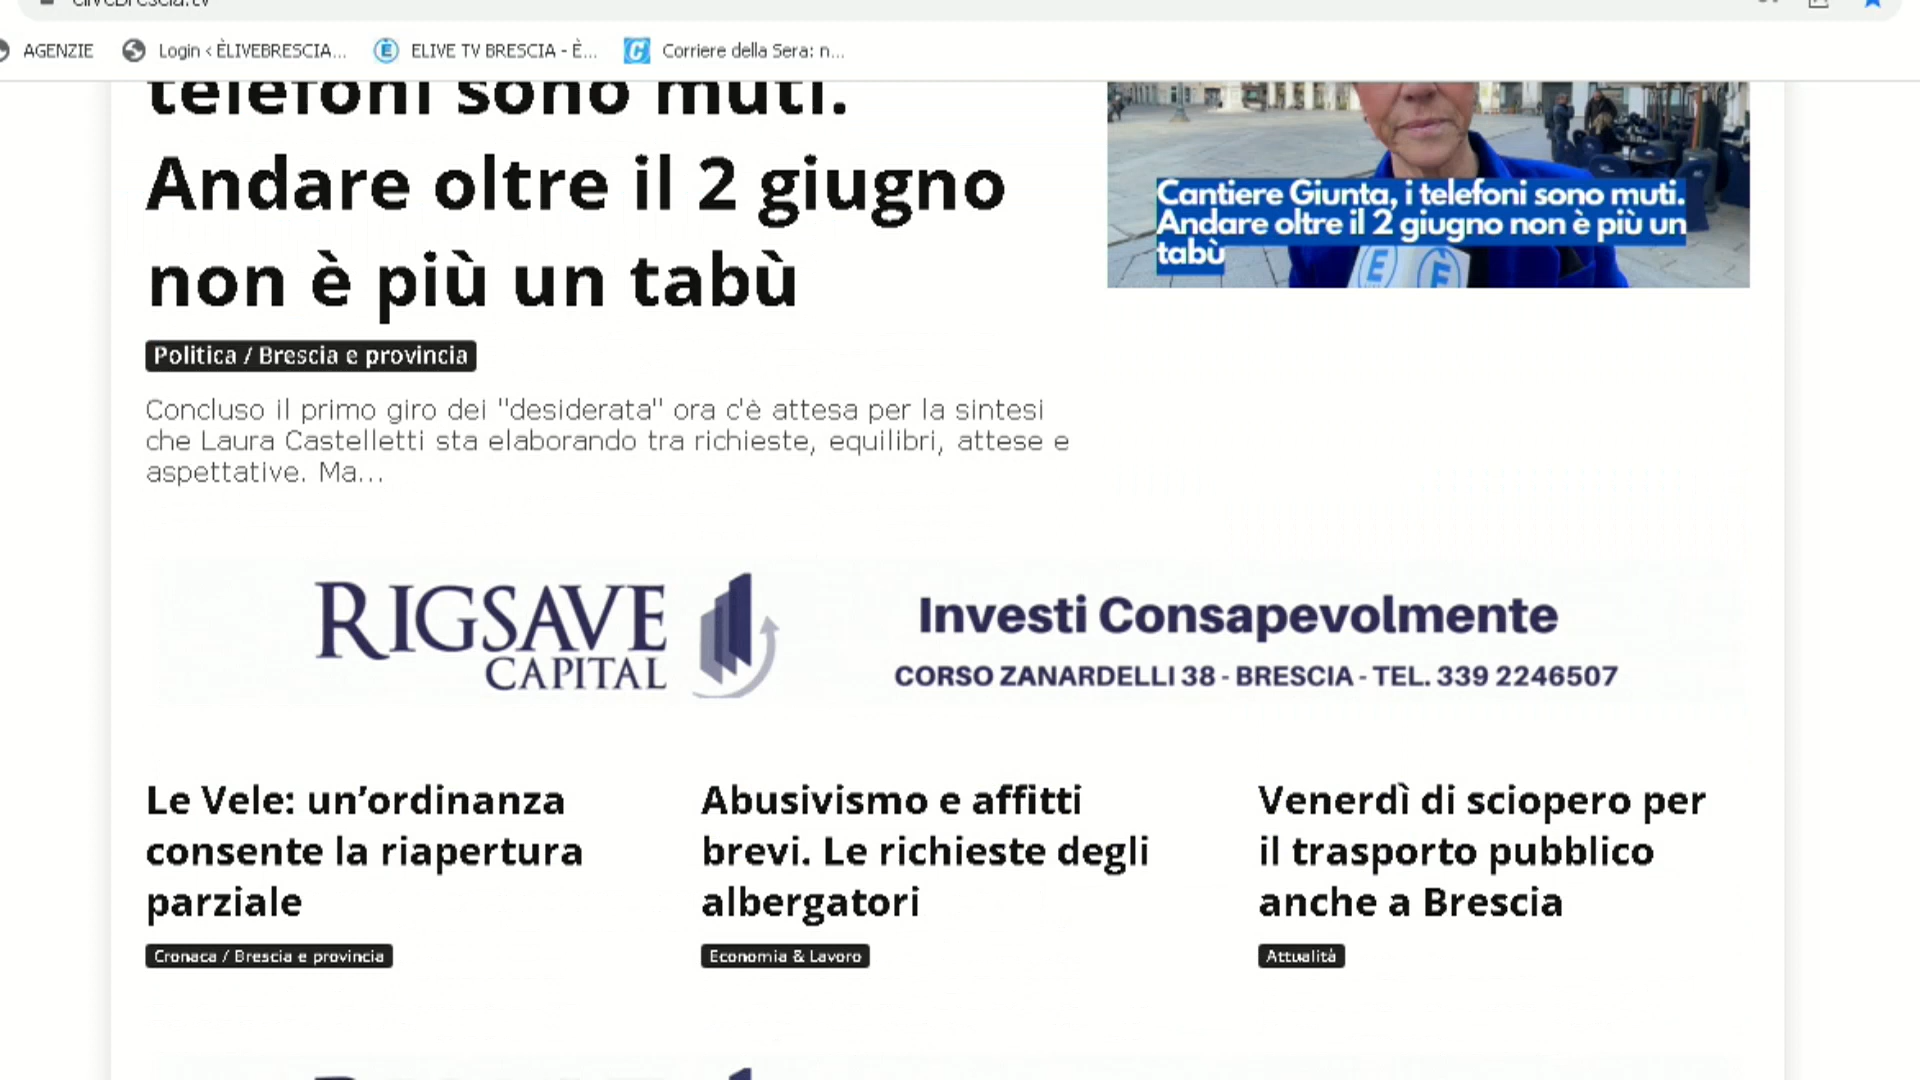 elivebrescia.tv
AGENZIE
Login < ÈLIVEBRESCIA...
ELIVE TV BRESCIA - È...
Corriere della Sera: n...
telefoni sono muti.
Andare oltre il 2 giugno
non è più un tabù
Politica / Brescia e provincia
Concluso il primo giro dei "desiderata" ora c'è attesa per la sintesi
che Laura Castelletti sta elaborando tra richieste, equilibri, attese e
aspettative. Ma...
Cantiere Giunta, i telefoni sono muti.
Andare oltre il 2 giugno non è più un
tabù
È È
RIGSAVE
CAPITAL
Investi Consapevolmente
CORSO ZANARDELLI 38 - BRESCIA - TEL. 339 2246507
Le Vele: un’ordinanza
consente la riapertura
parziale
Cronaca / Brescia e provincia
Abusivismo e affitti
brevi. Le richieste degli
albergatori
Economia & Lavoro
Venerdì di sciopero per
il trasporto pubblico
anche a Brescia
Attualità